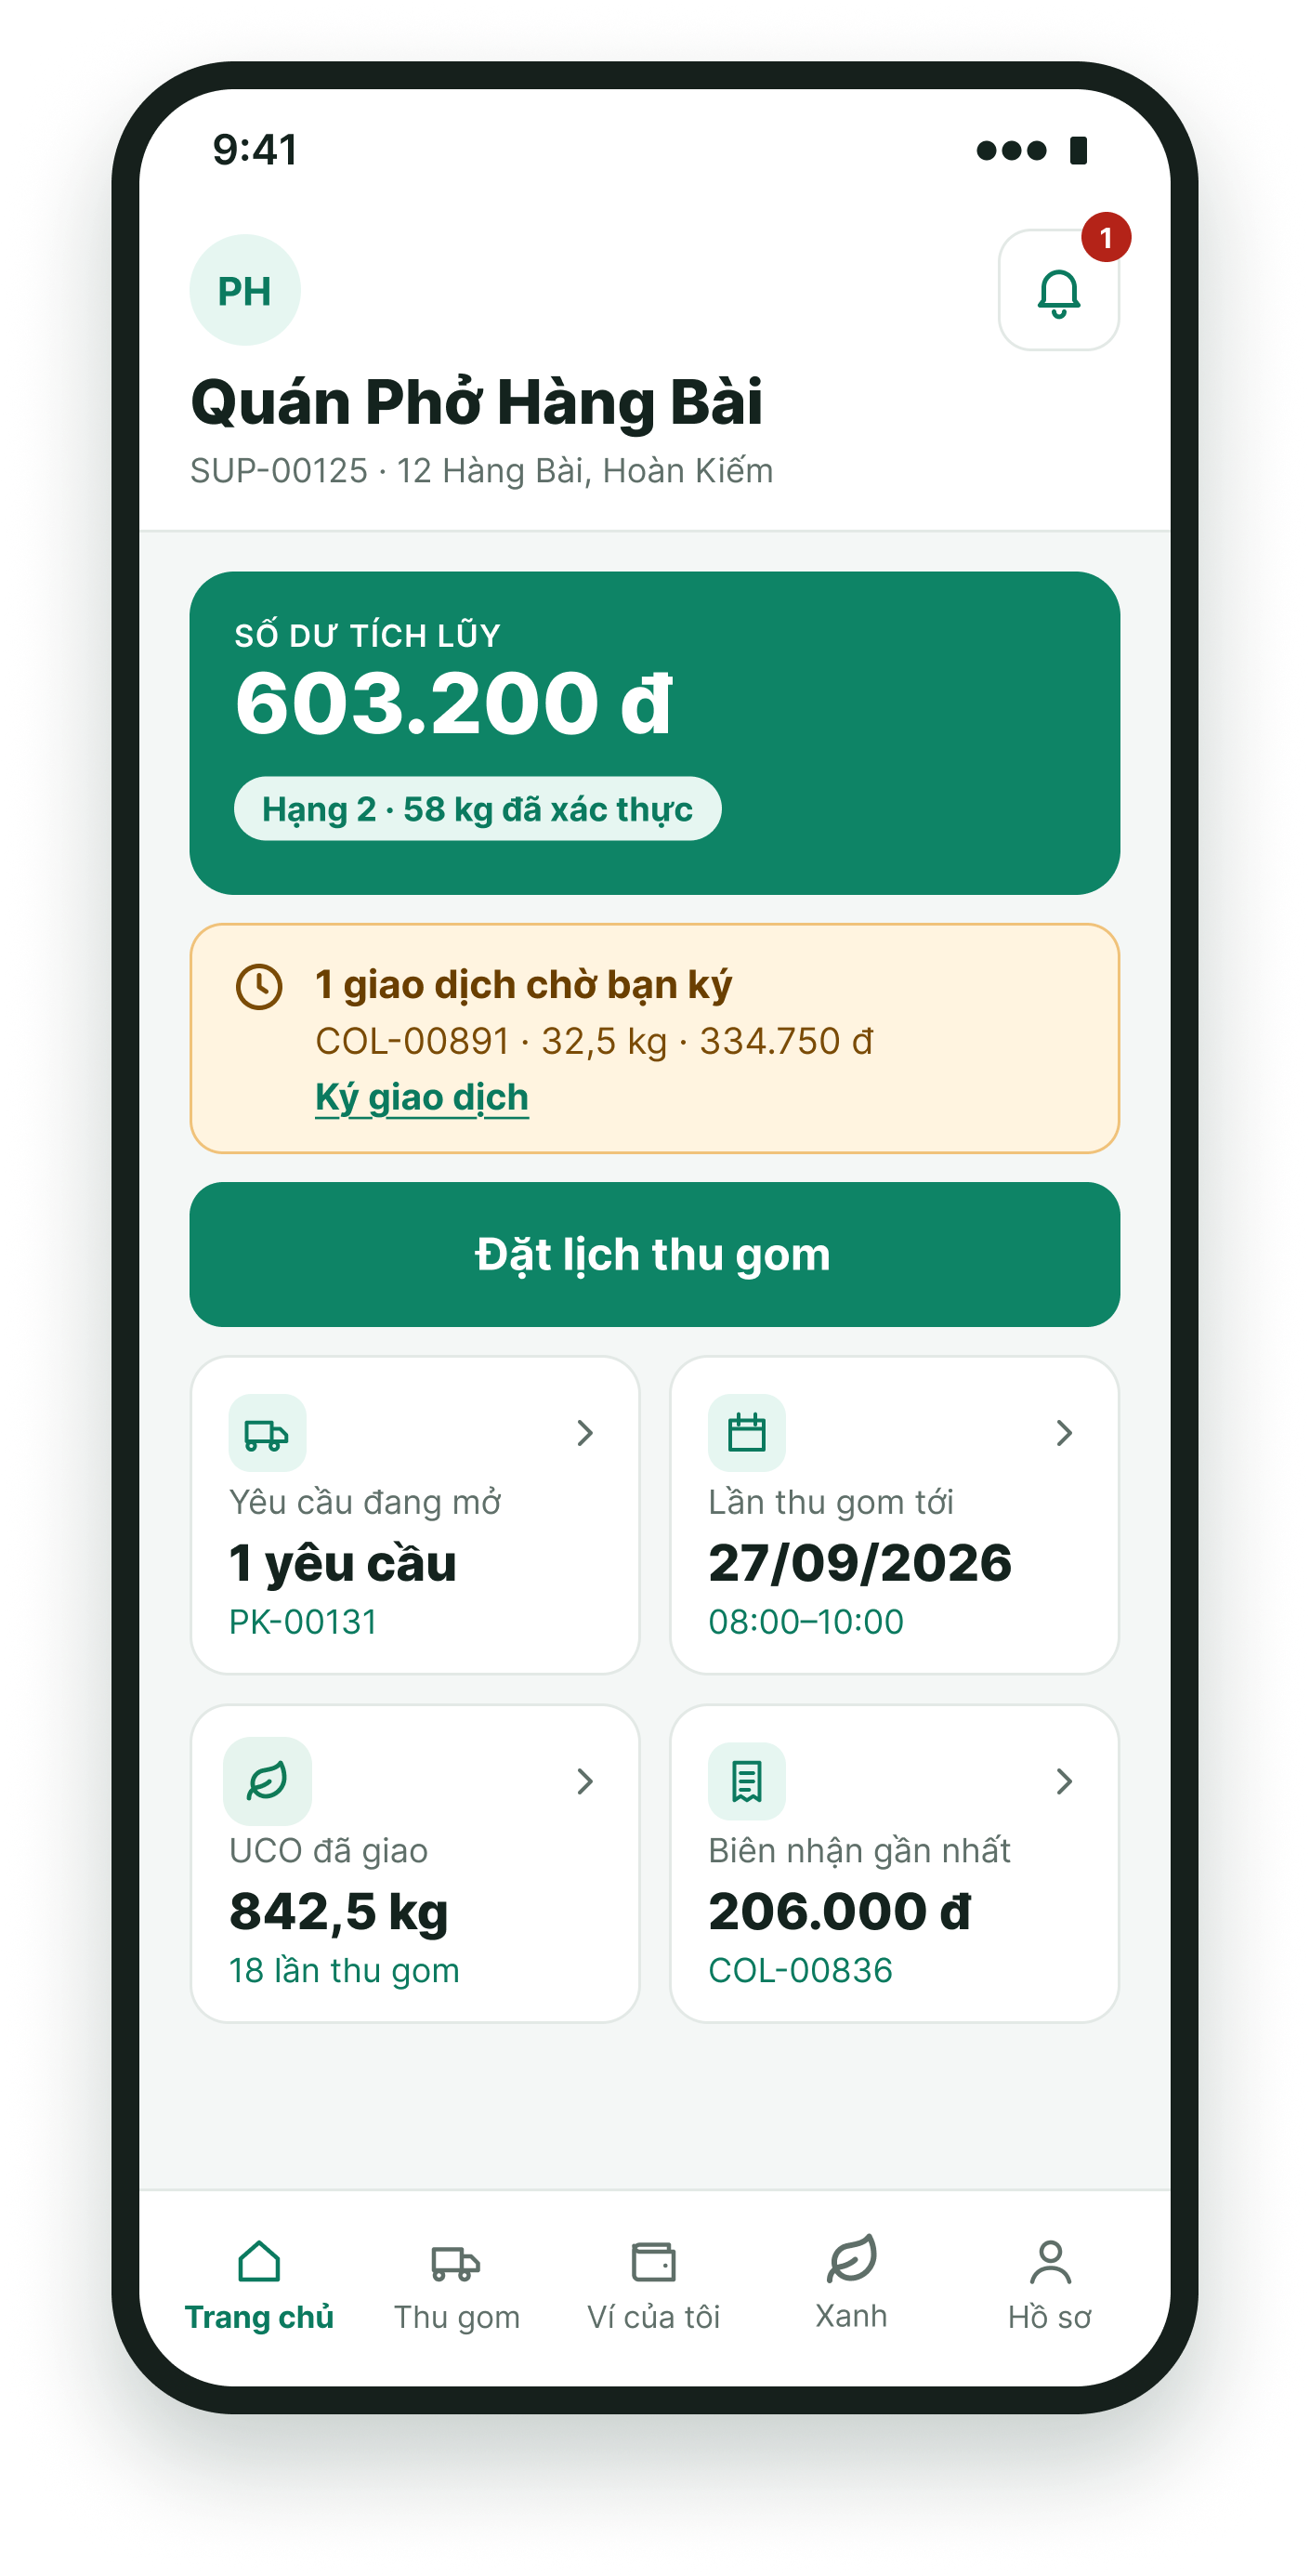 9:41
PH
1
Quán Phở Hàng Bài
SUP-00125 · 12 Hàng Bài, Hoàn Kiếm
SỐ DƯ TÍCH LŨY
603.200 đ
Hạng 2 · 58 kg đã xác thực
1 giao dịch chờ bạn ký
COL-00891 · 32,5 kg · 334.750 đ
Ký giao dịch
Đặt lịch thu gom
Yêu cầu đang mở
1 yêu cầu
PK-00131
Lần thu gom tới
27/09/2026
08:00–10:00
UCO đã giao
842,5 kg
18 lần thu gom
Biên nhận gần nhất
206.000 đ
COL-00836
Trang chủ
Thu gom
Ví của tôi
Xanh
Hồ sơ